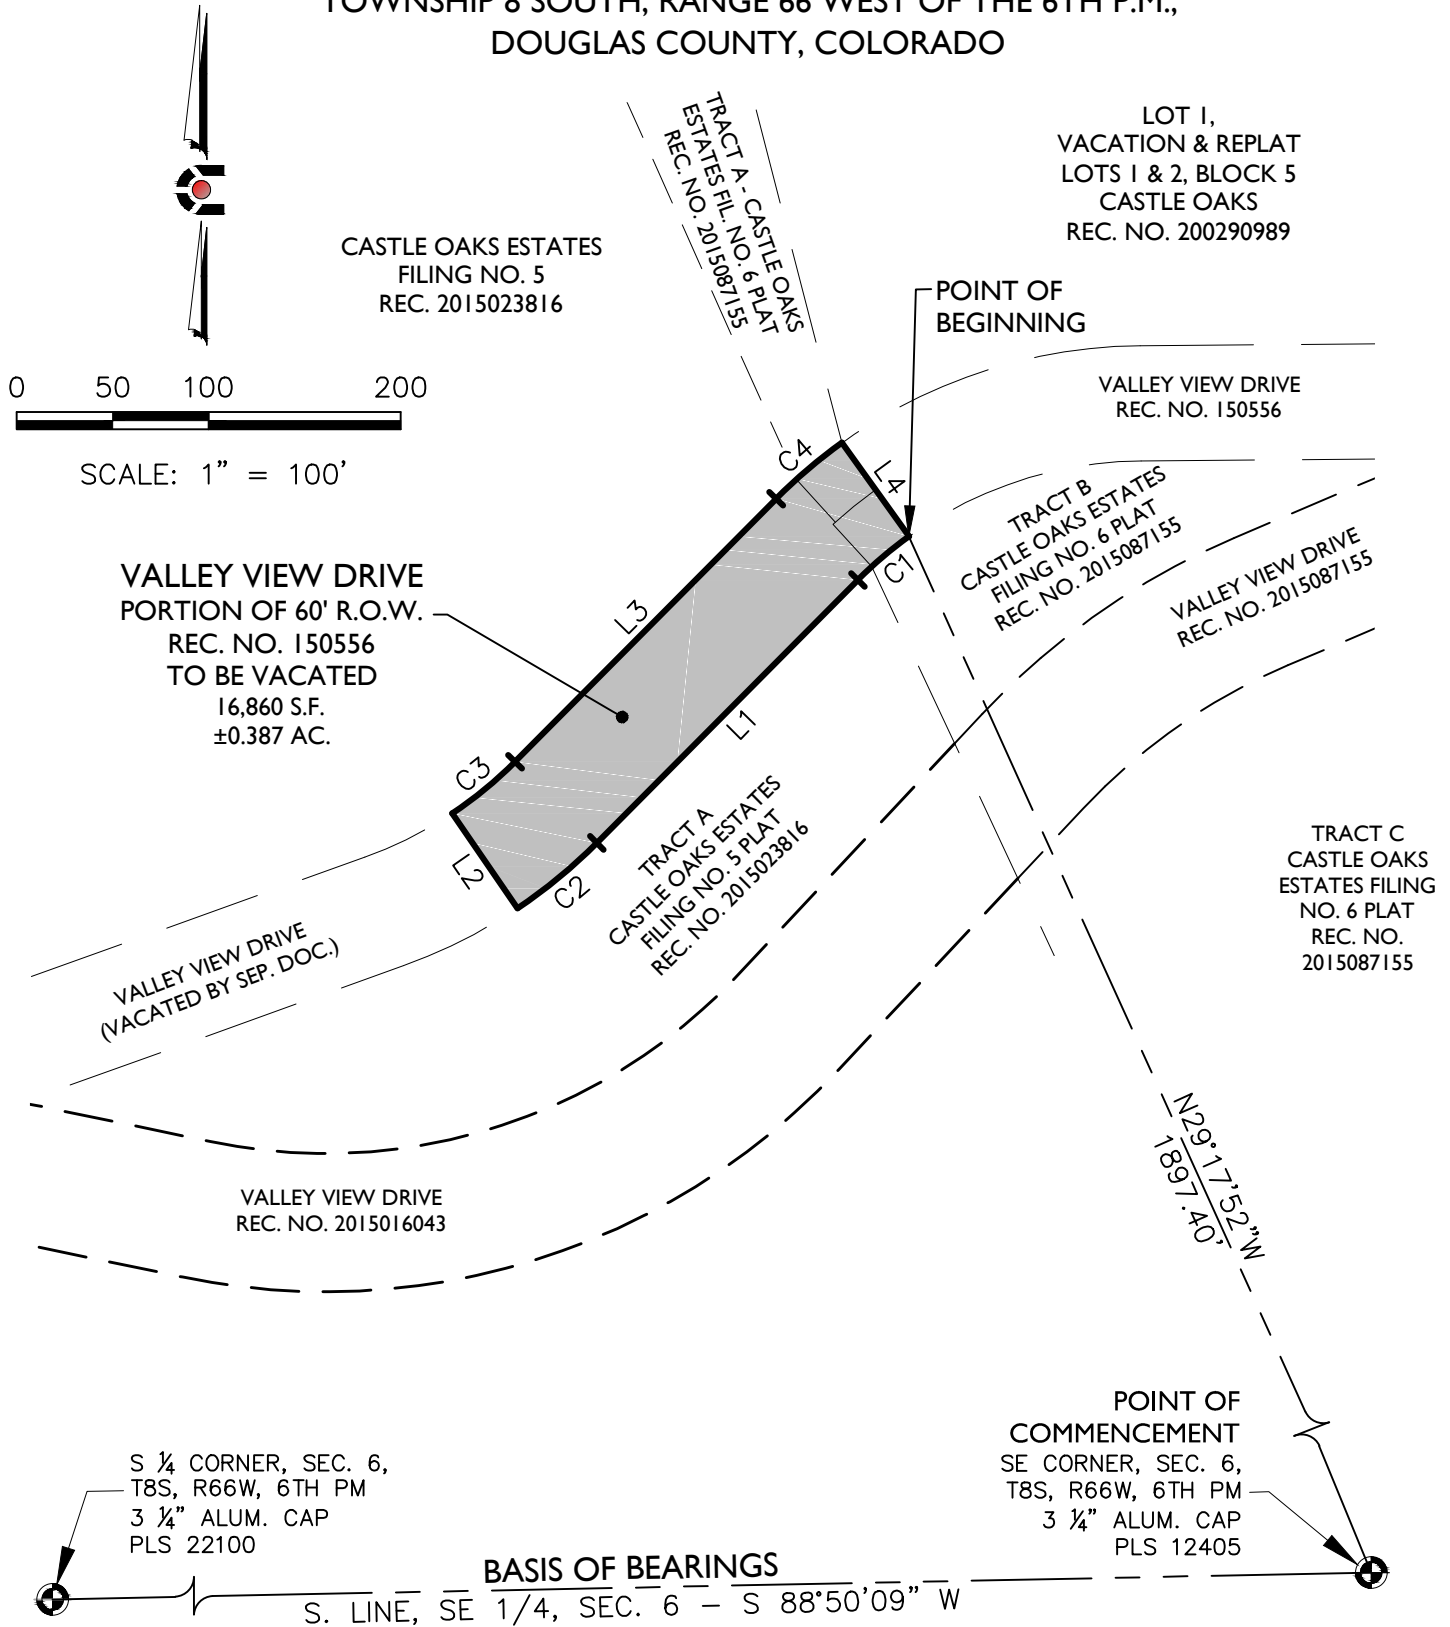 TOWNSHIP 8 SOUTH, RANGE 66 WEST OF THE 6TH P.M.,
DOUGLAS COUNTY, COLORADO
TRACT A - CASTLE OAKS
ESTATES FIL. NO. 6 PLAT
REC. NO. 2015087155
LOT 1,
VACATION & REPLAT
LOTS 1 & 2, BLOCK 5
CASTLE OAKS
REC. NO. 200290989
CASTLE OAKS ESTATES
FILING NO. 5
REC. 2015023816
POINT OF
BEGINNING
0 50 100 200
SCALE: 1" = 100'
VALLEY VIEW DRIVE
REC. NO. 150556
C4
L4
C1
TRACT B
CASTLE OAKS ESTATES
FILING NO. 6 PLAT
REC. NO. 2015087155
VALLEY VIEW DRIVE
REC. NO. 2015087155
VALLEY VIEW DRIVE
PORTION OF 60' R.O.W.
REC. NO. 150556
TO BE VACATED
16,860 S.F.
±0.387 AC.
L3
L1
C3
L2
C2
TRACT A
CASTLE OAKS ESTATES
FILING NO. 5 PLAT
REC. NO. 2015023816
TRACT C
CASTLE OAKS
ESTATES FILING
NO. 6 PLAT
REC. NO.
2015087155
VALLEY VIEW DRIVE
(VACATED BY SEP. DOC.)
N29°17'52"W
1897.40'
VALLEY VIEW DRIVE
REC. NO. 2015016043
POINT OF
COMMENCEMENT
SE CORNER, SEC. 6,
T8S, R66W, 6TH PM
3 ¼" ALUM. CAP
PLS 12405
S ¼ CORNER, SEC. 6,
T8S, R66W, 6TH PM
3 ¼" ALUM. CAP
PLS 22100
BASIS OF BEARINGS
S. LINE, SE 1/4, SEC. 6 - S 88°50'09" W